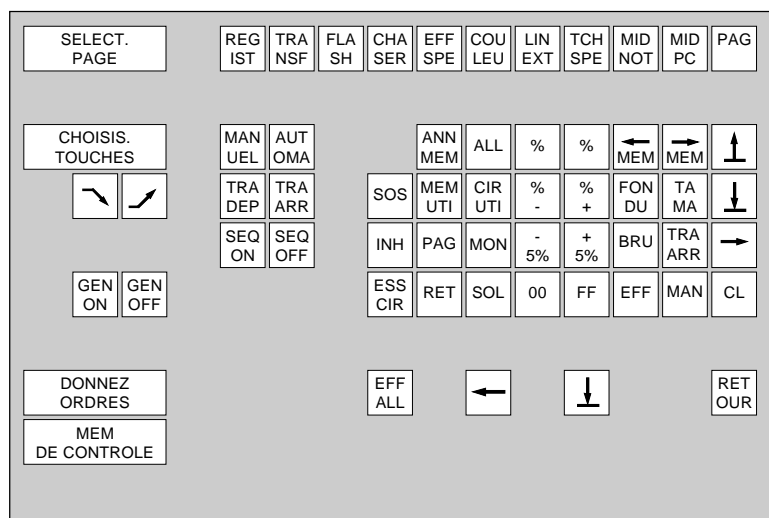 SELECT. REG TRA FLA CHA EFF COU LIN TCH MID MID PAG
PAGE IST NSF SH SER SPE LEU EXT SPE NOT PC
CHOISIS. MAN AUT ANN ALL % %
TOUCHES UEL OMA MEM MEM MEM
TRA TRA SOS MEM CIR % % FON TA
DEP ARR UTI UTI - + DU MA
SEQ SEQ INH PAG MON - + BRU TRA
ON OFF 5% 5% ARR
GEN GEN ESS RET SOL 00 FF EFF MAN CL
ON OFF CIR
DONNEZ EFF RET
ORDRES ALL OUR
MEM
DE CONTROLE